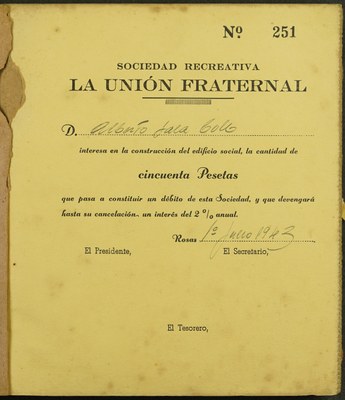 Nº 251
SOCIEDAD RECREATIVA
LA UNIÓN FRATERNAL
D. Alberto Sala Coll
interesa en la construcción del edificio social, la cantidad de
cincuenta Pesetas
que pasa a constituir un débito de esta Sociedad, y que devengará
hasta su cancelación un interés del 2 % anual.
Rosas 1º Julio 1943
El Presidente, El Secretario,
El Tesorero,